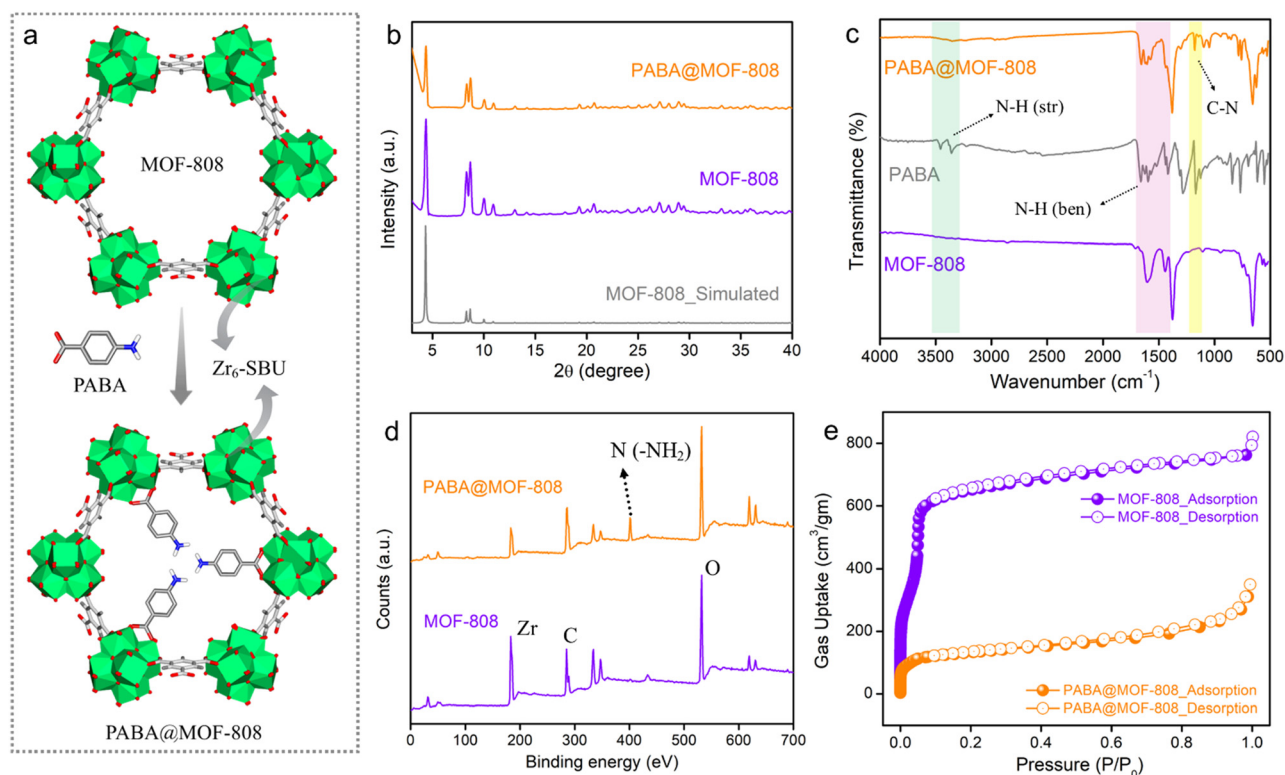 a
MOF-808
PABA
Zr₆-SBU
PABA@MOF-808
b
PABA@MOF-808
MOF-808
MOF-808_Simulated
Intensity (a.u.)
5 10 15 20 25 30 35 40
2θ (degree)
c
PABA@MOF-808
N-H (str)
C-N
PABA
N-H (ben)
MOF-808
Transmittance (%)
4000 3500 3000 2500 2000 1500 1000 500
Wavenumber (cm⁻¹)
d
N (-NH₂)
PABA@MOF-808
O
MOF-808
Zr
C
Counts (a.u.)
0 100 200 300 400 500 600 700
Binding energy (eV)
e
800
600
400
200
0
MOF-808_Adsorption
MOF-808_Desorption
PABA@MOF-808_Adsorption
PABA@MOF-808_Desorption
Gas Uptake (cm³/gm)
0.0 0.2 0.4 0.6 0.8 1.0
Pressure (P/P₀)